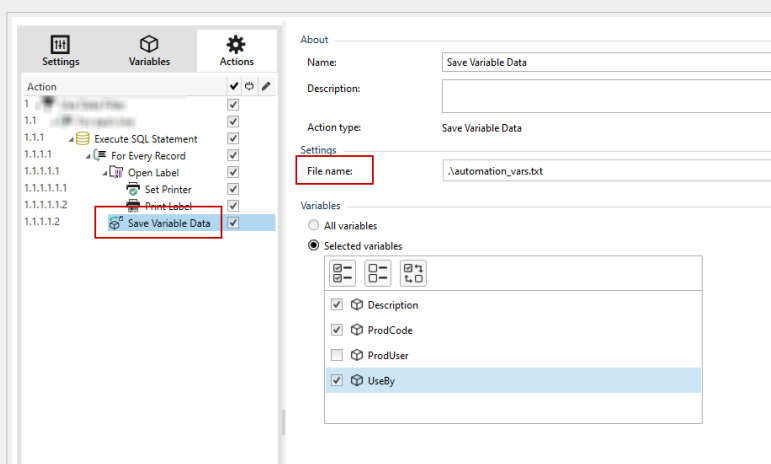 Settings
Variables
Actions
Action
1
1.1
1.1.1 Execute SQL Statement
1.1.1.1 For Every Record
1.1.1.1.1 Open Label
1.1.1.1.1.1 Set Printer
1.1.1.1.1.2 Print Label
1.1.1.1.2 Save Variable Data
About
Name: Save Variable Data
Description:
Action type: Save Variable Data
Settings
File name: .\automation_vars.txt
Variables
All variables
Selected variables
Description
ProdCode
ProdUser
UseBy